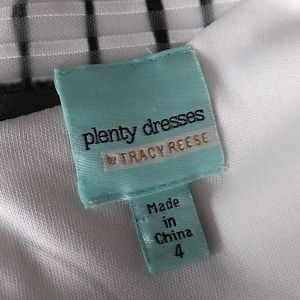 plenty dresses
by TRACY REESE
Made
in
China
4